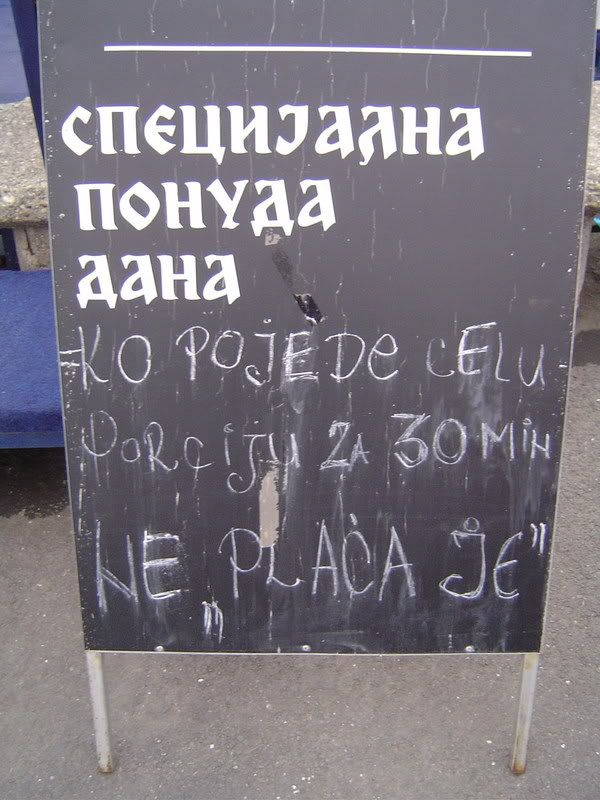 СПЕЦИЈАЛНА
ПОНУДА
ДАНА
-KO POJEDE CELU
PORCIJU ZA 30 MIN
NE „PLAĆA JE"